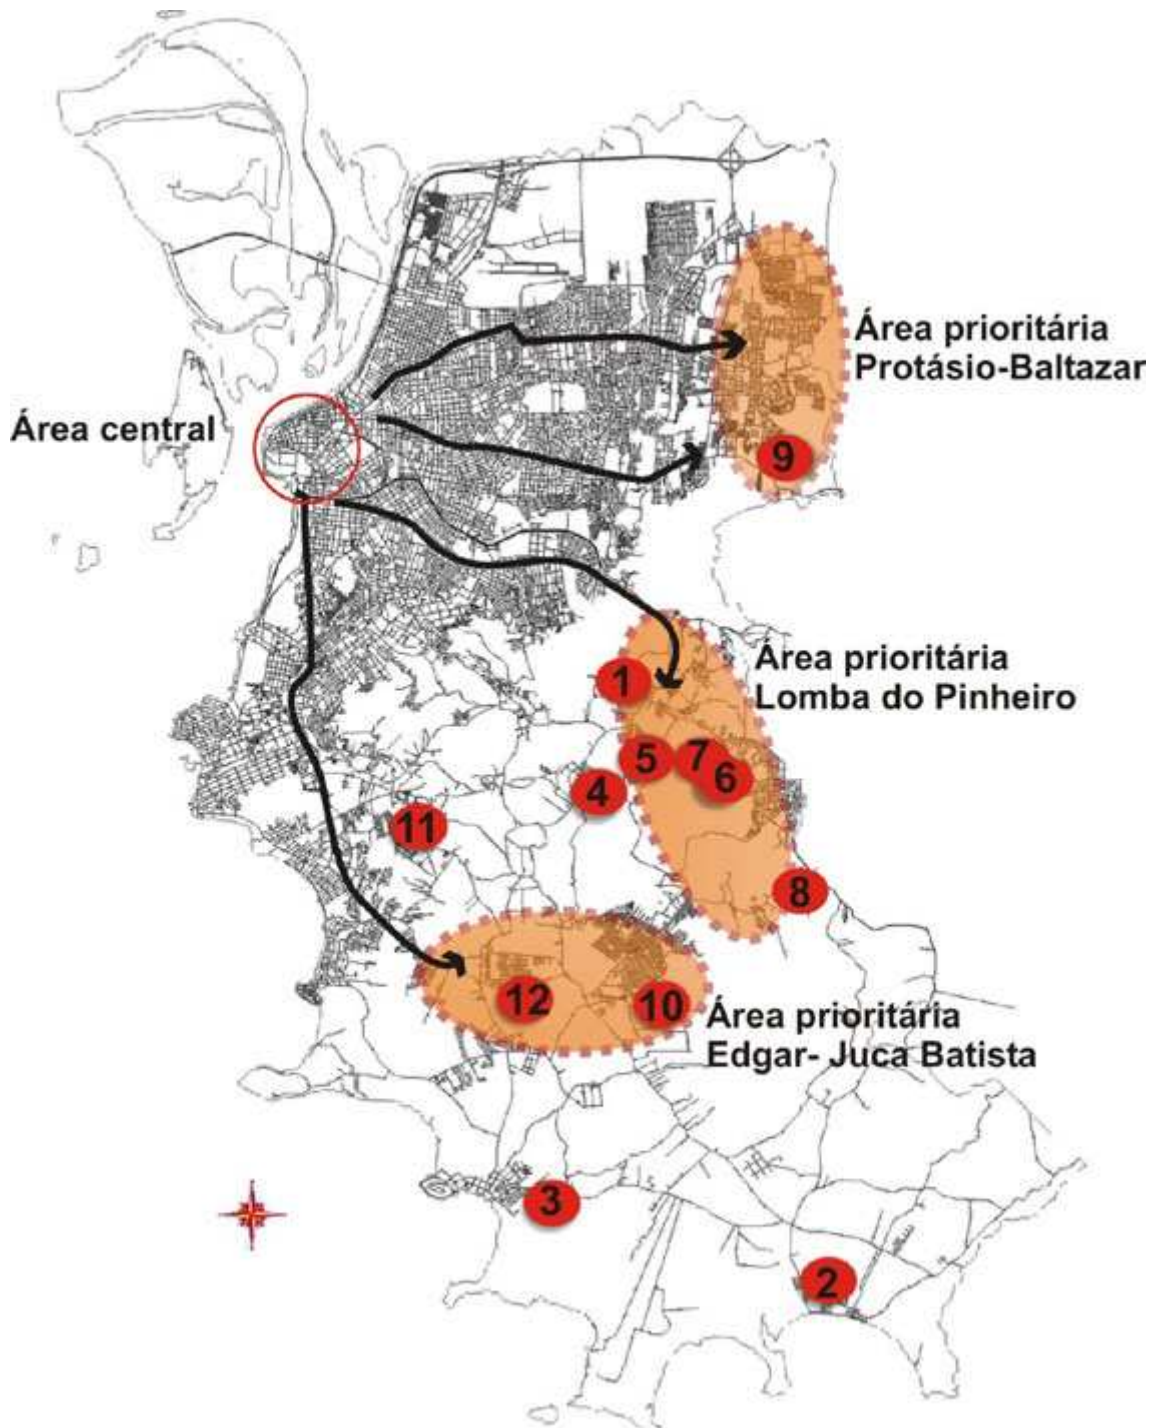 Área prioritária
Protásio-Baltazar
Área central
9
Área prioritária
Lomba do Pinheiro
1
5
7
6
4
11
8
12
10
Área prioritária
Edgar- Juca Batista
3
2